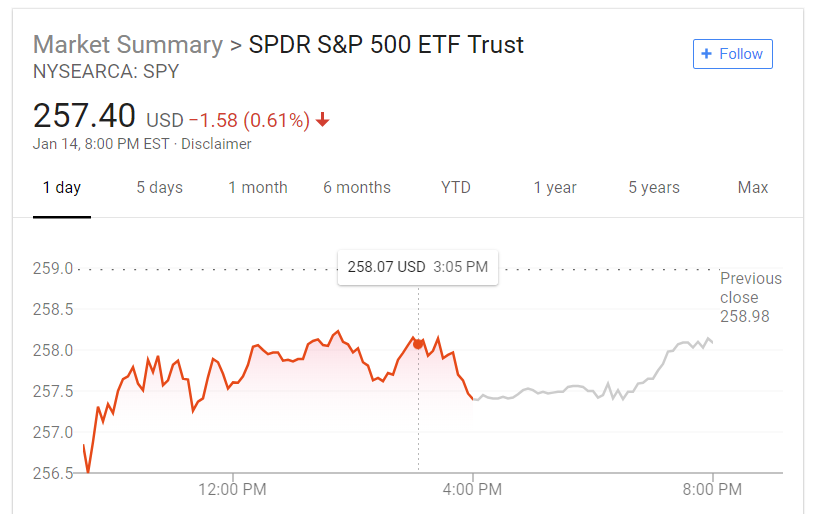 Market Summary > SPDR S&P 500 ETF Trust
NYSEARCA: SPY
+ Follow
257.40 USD −1.58 (0.61%)
Jan 14, 8:00 PM EST · Disclaimer
1 day 5 days 1 month 6 months YTD 1 year 5 years Max
258.07 USD 3:05 PM
259.0
Previous
close
258.98
258.5
258.0
257.5
257.0
256.5
12:00 PM 4:00 PM 8:00 PM